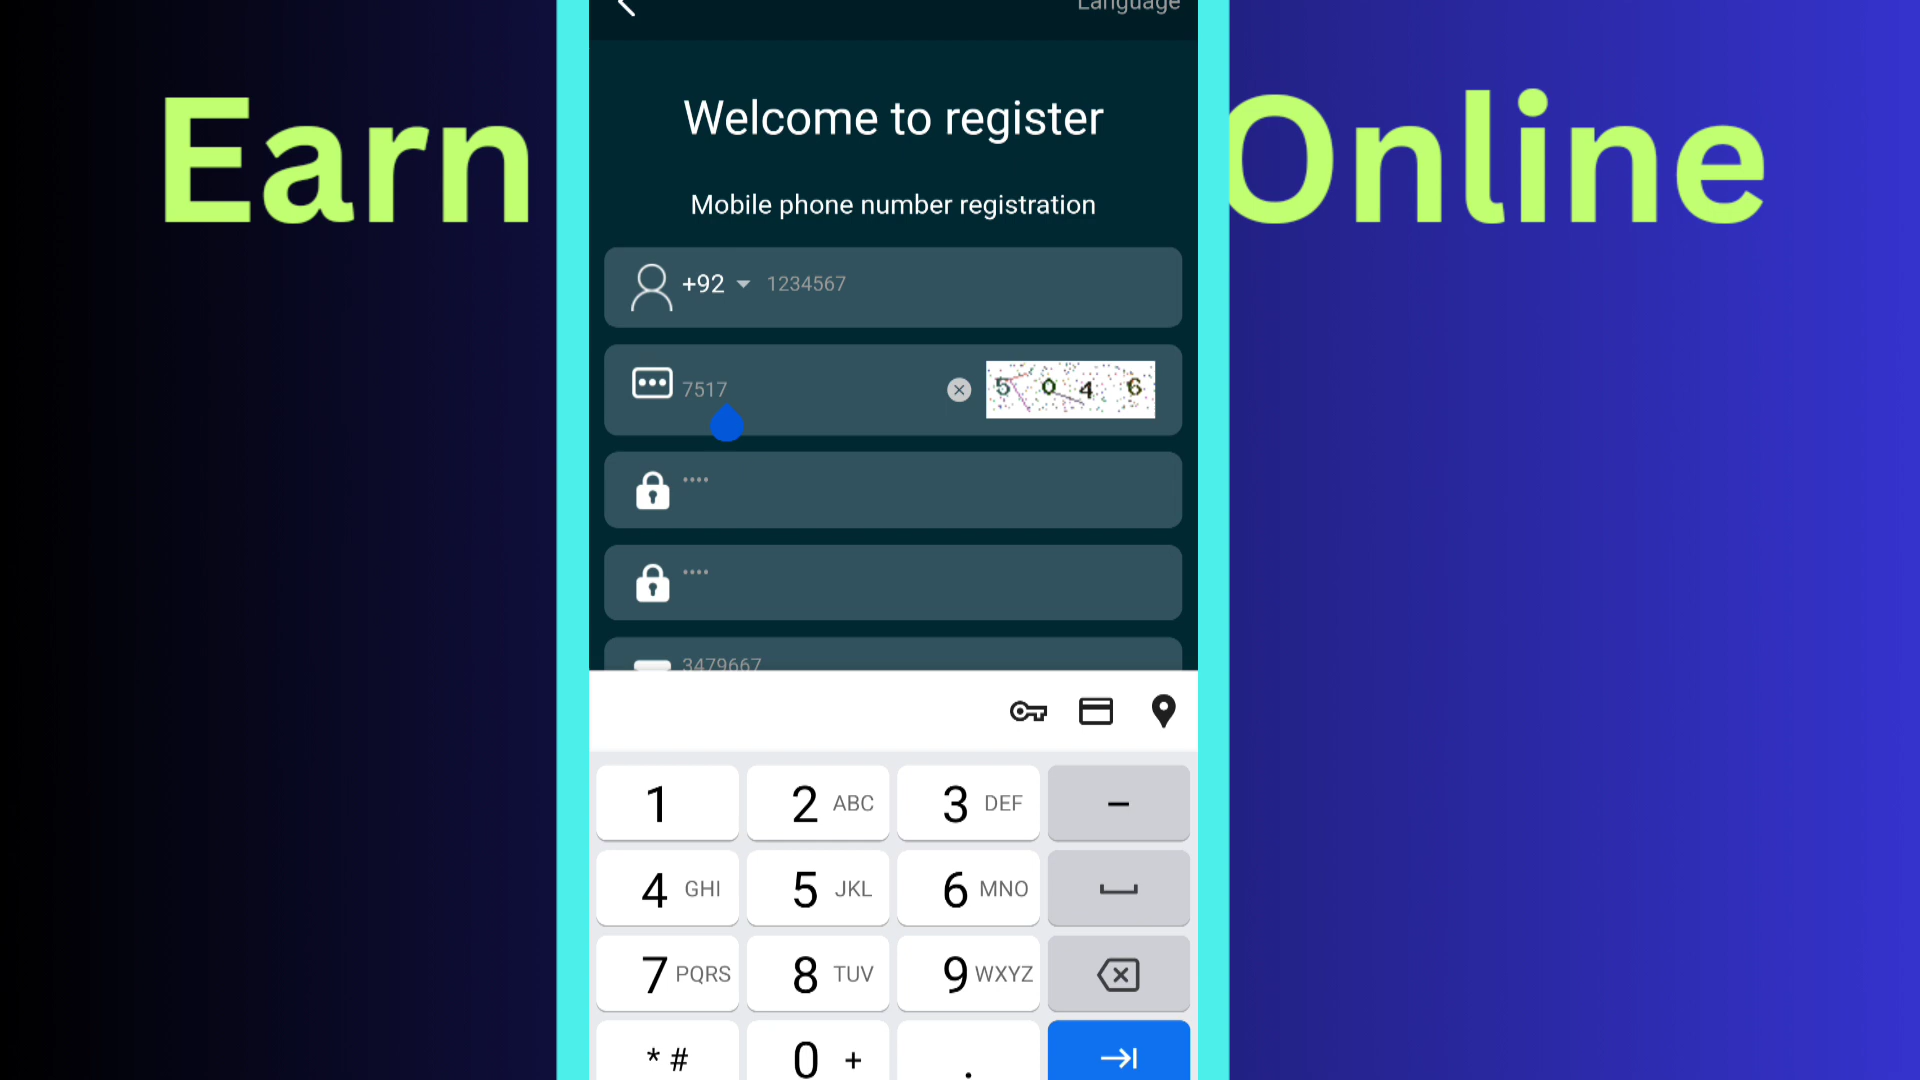 Language
Earn Online
Welcome to register
Mobile phone number registration
+92 1234567
7517 5 0 4 6
••••
••••
3479667
1 2 ABC 3 DEF -
4 GHI 5 JKL 6 MNO
7 PQRS 8 TUV 9 WXYZ
* # 0 + .